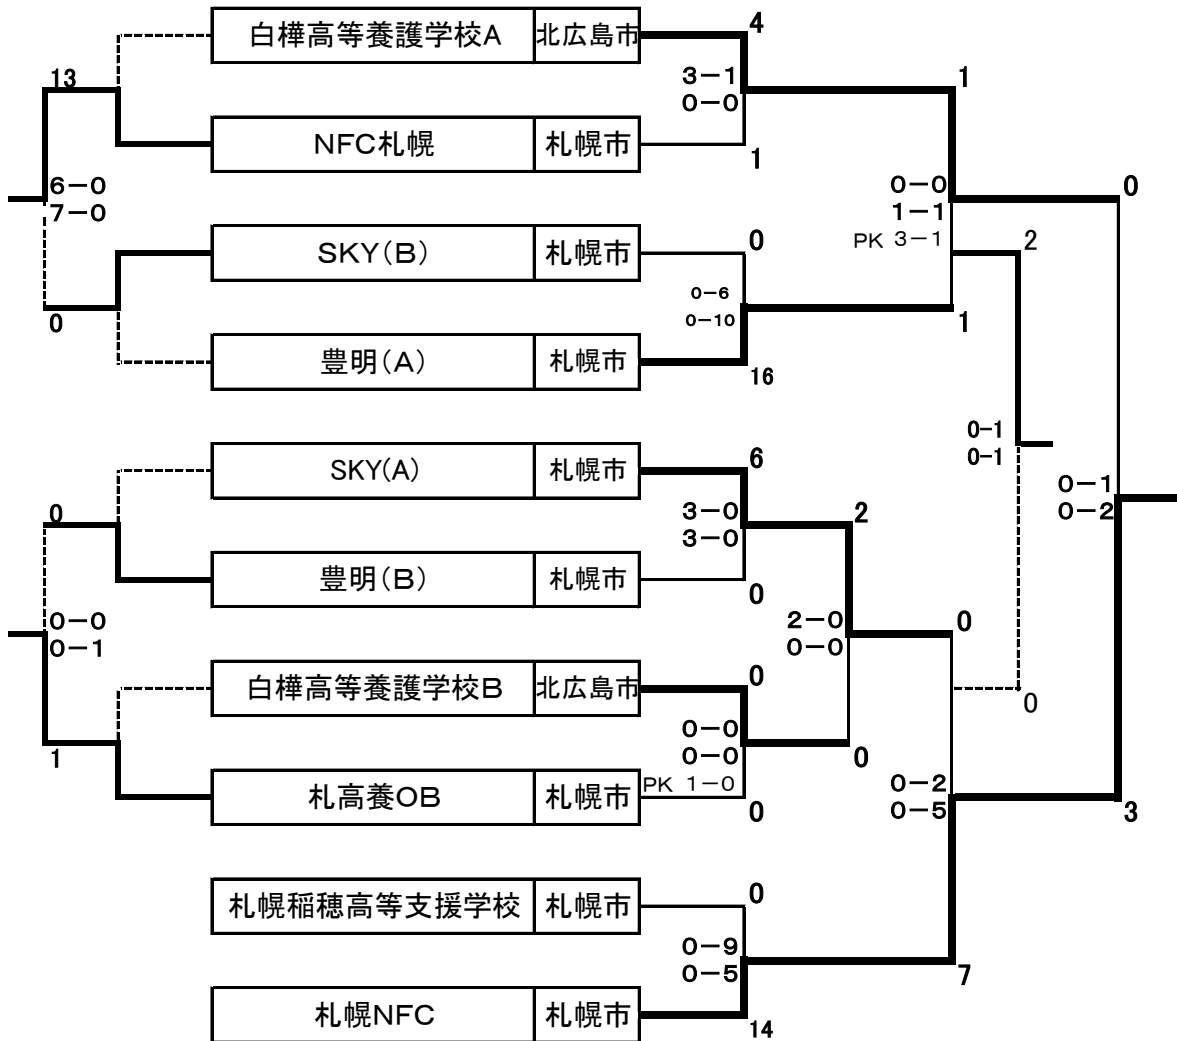 白樺高等養護学校A 北広島市 4
13 3－1 1
0－0
NFC札幌 札幌市 1
6－0 0－0 0
7－0 1－1
SKY（B） 札幌市 0 PK 3－1 2
0－6
0 0－10 1
豊明（A） 札幌市 16
0-1
SKY(A) 札幌市 6 0-1
0－1
0 3－0 2 0－2
3－0
豊明（B） 札幌市 0
0－0 2－0 0
0－1 0－0
白樺高等養護学校B 北広島市 0 0
0－0
1 0－0 0
札高養OB 札幌市 PK 1－0 0 0－2 3
0－5
札幌稲穂高等支援学校 札幌市 0
0－9
0－5 7
札幌NFC 札幌市 14